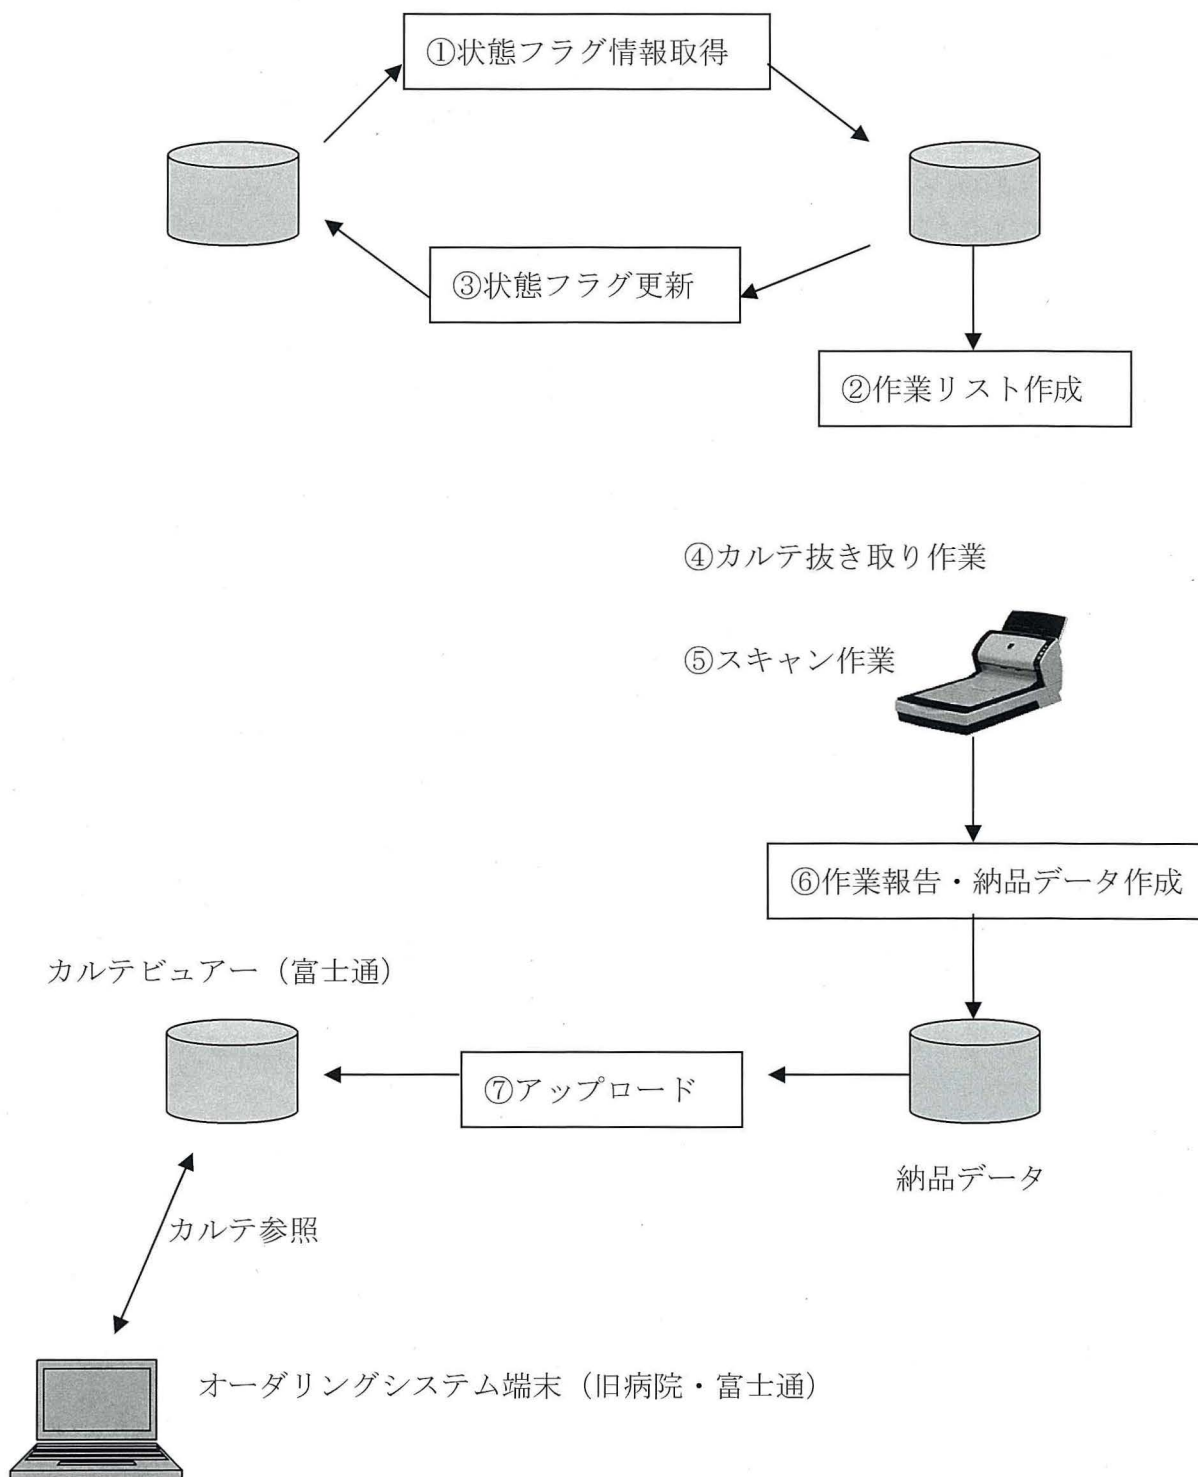 ①状態フラグ情報取得
③状態フラグ更新
②作業リスト作成
④カルテ抜き取り作業
⑤スキャン作業
⑥作業報告・納品データ作成
カルテビュアー（富士通）
⑦アップロード
納品データ
カルテ参照
オーダリングシステム端末（旧病院・富士通）